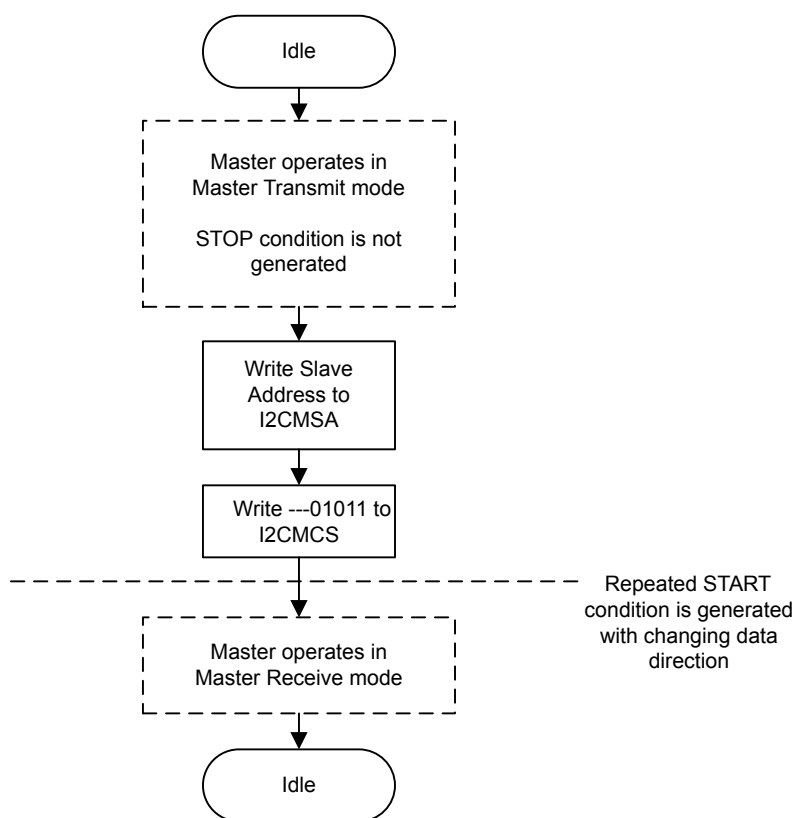 Idle
Master operates in
Master Transmit mode
STOP condition is not
generated
Write Slave
Address to
I2CMSA
Write ---01011 to
I2CMCS
Repeated START
condition is generated
with changing data
direction
Master operates in
Master Receive mode
Idle